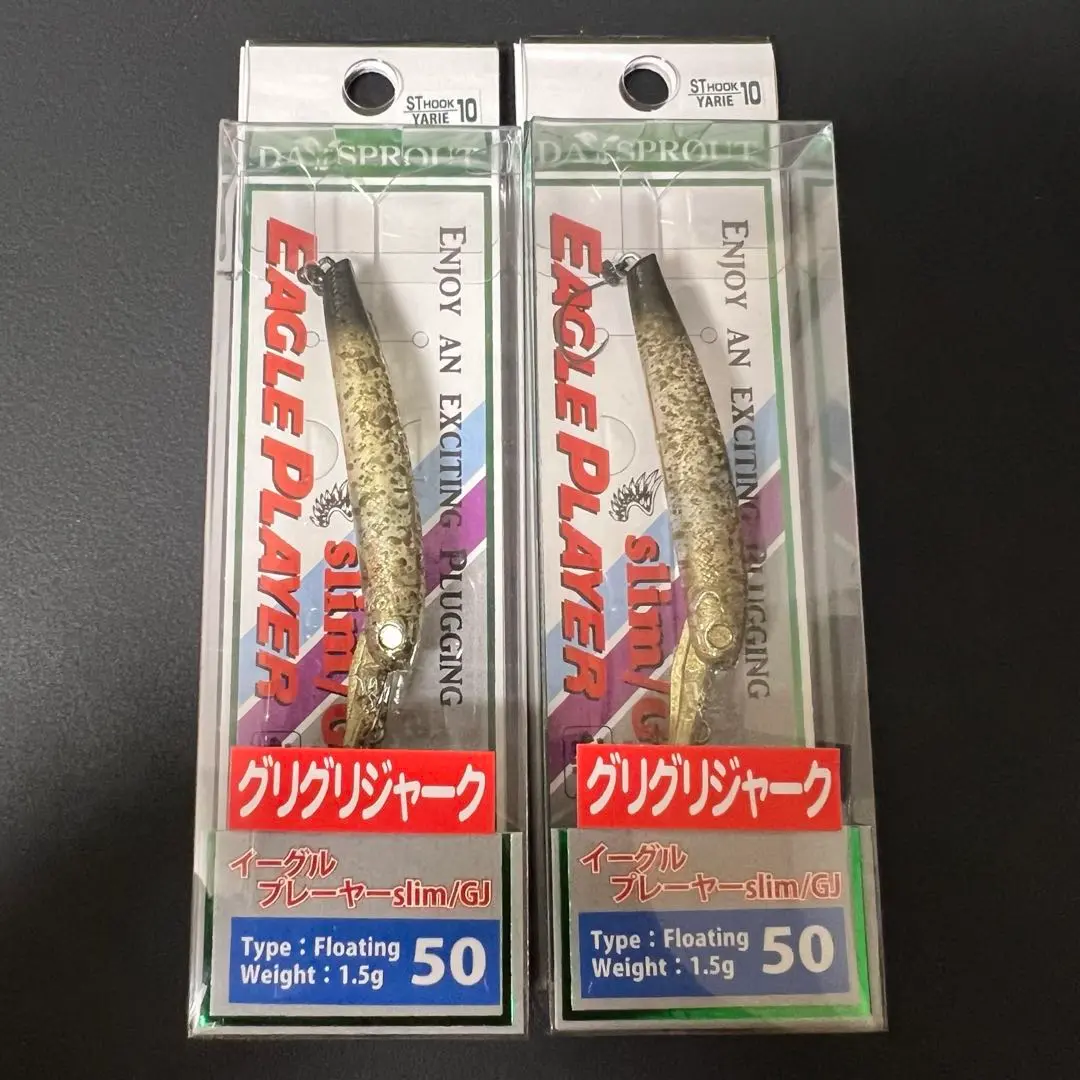 ST HOOK 10
YARIE
DAYSPROUT
EAGLE PLAYER
slim/G
ENJOY AN EXCITING PLUGGING
グリグリジャーク
イーグル
プレーヤーslim/GJ
Type：Floating
Weight：1.5g
50
ST HOOK 10
YARIE
DAYSPROUT
EAGLE PLAYER
slim/G
ENJOY AN EXCITING PLUGGING
グリグリジャーク
イーグル
プレーヤーslim/GJ
Type：Floating
Weight：1.5g
50